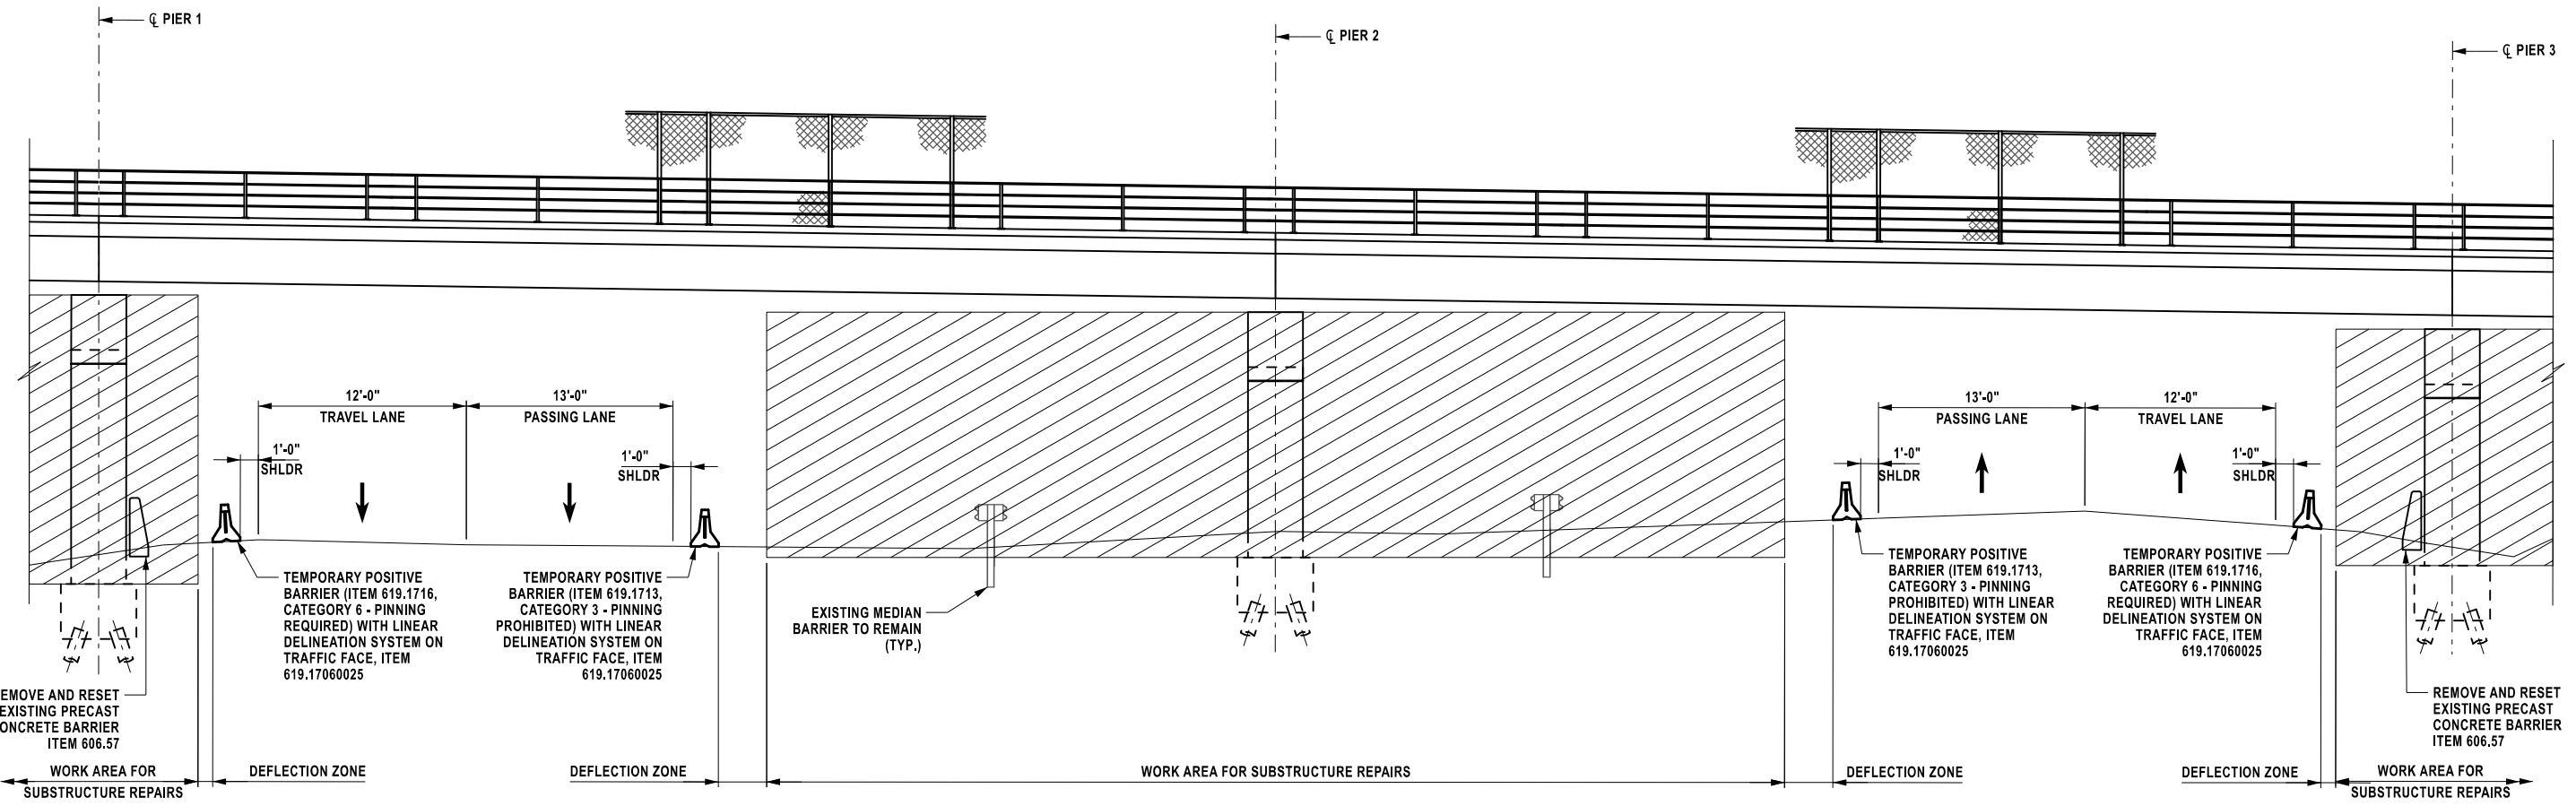 ℄ PIER 1
℄ PIER 2
℄ PIER 3
12'-0"
TRAVEL LANE
13'-0"
PASSING LANE
1'-0"
SHLDR
1'-0"
SHLDR
13'-0"
PASSING LANE
12'-0"
TRAVEL LANE
1'-0"
SHLDR
1'-0"
SHLDR
TEMPORARY POSITIVE
BARRIER (ITEM 619.1716,
CATEGORY 6 - PINNING
REQUIRED) WITH LINEAR
DELINEATION SYSTEM ON
TRAFFIC FACE, ITEM
619.17060025
TEMPORARY POSITIVE
BARRIER (ITEM 619.1713,
CATEGORY 3 - PINNING
PROHIBITED) WITH LINEAR
DELINEATION SYSTEM ON
TRAFFIC FACE, ITEM
619.17060025
EXISTING MEDIAN
BARRIER TO REMAIN
(TYP.)
TEMPORARY POSITIVE
BARRIER (ITEM 619.1713,
CATEGORY 3 - PINNING
PROHIBITED) WITH LINEAR
DELINEATION SYSTEM ON
TRAFFIC FACE, ITEM
619.17060025
TEMPORARY POSITIVE
BARRIER (ITEM 619.1716,
CATEGORY 6 - PINNING
REQUIRED) WITH LINEAR
DELINEATION SYSTEM ON
TRAFFIC FACE, ITEM
619.17060025
EMOVE AND RESET
EXISTING PRECAST
ONCRETE BARRIER
ITEM 606.57
REMOVE AND RESET
EXISTING PRECAST
CONCRETE BARRIER
ITEM 606.57
WORK AREA FOR
SUBSTRUCTURE REPAIRS
DEFLECTION ZONE
DEFLECTION ZONE
WORK AREA FOR SUBSTRUCTURE REPAIRS
DEFLECTION ZONE
DEFLECTION ZONE
WORK AREA FOR
SUBSTRUCTURE REPAIRS